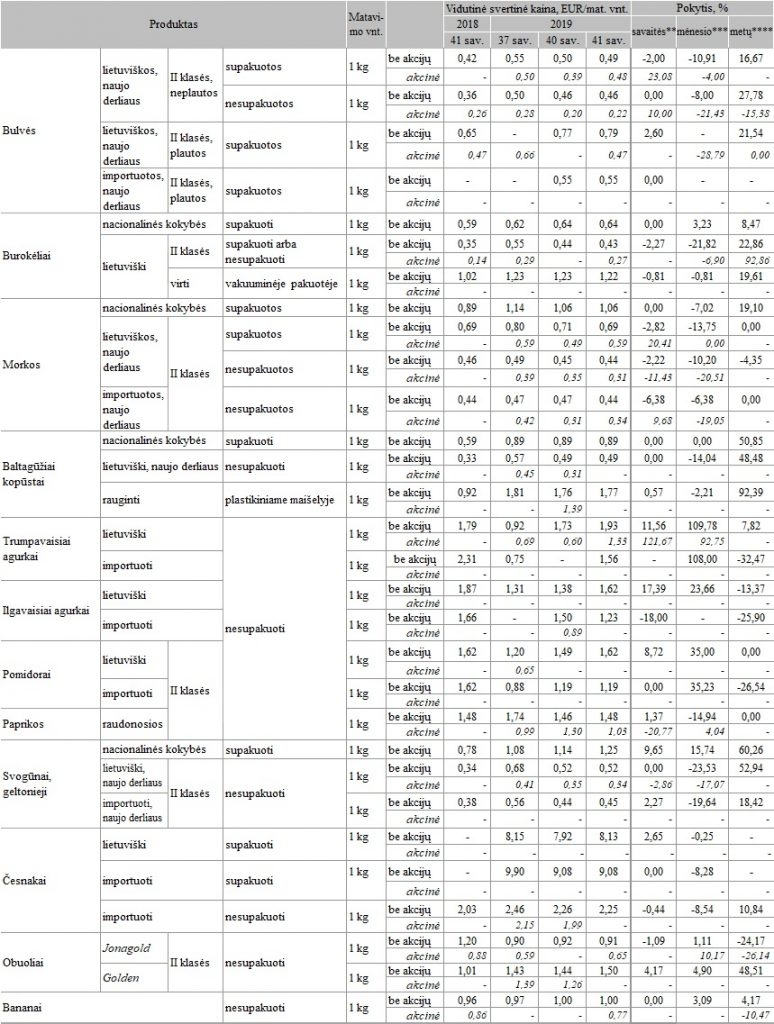 Produktas Matavi-mo vnt. Vidutinė svertinė kaina, EUR/mat. vnt. Pokytis, %
2018 2019 savaitės** mėnesio*** metų****
41 sav. 37 sav. 40 sav. 41 sav.
Bulvės lietuviškos, naujo derliaus II klasės, neplautos supakuotos 1 kg be akcijų 0,42 0,55 0,50 0,49 -2,00 -10,91 16,67
akcinė - 0,50 0,39 0,48 23,08 -4,00 -
nesupakuotos 1 kg be akcijų 0,36 0,50 0,46 0,46 0,00 -8,00 27,78
akcinė 0,26 0,28 0,20 0,22 10,00 -21,43 -15,38
lietuviškos, naujo derliaus II klasės, plautos supakuotos 1 kg be akcijų 0,65 - 0,77 0,79 2,60 - 21,54
akcinė 0,47 0,66 - 0,47 - -28,79 0,00
importuotos, naujo derliaus II klasės, plautos supakuotos 1 kg be akcijų - - 0,55 0,55 0,00 - -
akcinė - - - - - - -
Burokėliai nacionalinės kokybės supakuoti 1 kg be akcijų 0,59 0,62 0,64 0,64 0,00 3,23 8,47
akcinė - - - - - - -
lietuviški II klasės supakuoti arba nesupakuoti 1 kg be akcijų 0,35 0,55 0,44 0,43 -2,27 -21,82 22,86
akcinė 0,14 0,29 - 0,27 - -6,90 92,86
virti vakuuminėje pakuotėje 1 kg be akcijų 1,02 1,23 1,23 1,22 -0,81 -0,81 19,61
akcinė - - - - - - -
Morkos nacionalinės kokybės supakuotos 1 kg be akcijų 0,89 1,14 1,06 1,06 0,00 -7,02 19,10
akcinė - - - - - - -
lietuviškos, naujo derliaus II klasės supakuotos 1 kg be akcijų 0,69 0,80 0,71 0,69 -2,82 -13,75 0,00
akcinė - 0,59 0,49 0,59 20,41 0,00 -
nesupakuotos 1 kg be akcijų 0,46 0,49 0,45 0,44 -2,22 -10,20 -4,35
akcinė - 0,39 0,35 0,31 -11,43 -20,51 -
importuotos, naujo derliaus nesupakuotos 1 kg be akcijų 0,44 0,47 0,47 0,44 -6,38 -6,38 0,00
akcinė - 0,42 0,31 0,34 9,68 -19,05 -
Baltagūžiai kopūstai nacionalinės kokybės supakuoti 1 kg be akcijų 0,59 0,89 0,89 0,89 0,00 0,00 50,85
akcinė - - - - - - -
lietuviški, naujo derliaus nesupakuoti 1 kg be akcijų 0,33 0,57 0,49 0,49 0,00 -14,04 48,48
akcinė - 0,45 0,31 - - - -
rauginti plastikiniame maišelyje 1 kg be akcijų 0,92 1,81 1,76 1,77 0,57 -2,21 92,39
akcinė - - 1,39 - - - -
Trumpavaisiai agurkai lietuviški nesupakuoti 1 kg be akcijų 1,79 0,92 1,73 1,93 11,56 109,78 7,82
akcinė - 0,69 0,60 1,33 121,67 92,75 -
importuoti 1 kg be akcijų 2,31 0,75 - 1,56 - 108,00 -32,47
akcinė - - - - - - -
Ilgavaisiai agurkai lietuviški 1 kg be akcijų 1,87 1,31 1,38 1,62 17,39 23,66 -13,37
akcinė - - - - - - -
importuoti 1 kg be akcijų 1,66 - 1,50 1,23 -18,00 - -25,90
akcinė - - 0,89 - - - -
Pomidorai lietuviški II klasės 1 kg be akcijų 1,62 1,20 1,49 1,62 8,72 35,00 0,00
akcinė - 0,65 - - - - -
importuoti 1 kg be akcijų 1,62 0,88 1,19 1,19 0,00 35,23 -26,54
akcinė - - - - - - -
Paprikos raudonosios 1 kg be akcijų 1,48 1,74 1,46 1,48 1,37 -14,94 0,00
akcinė - 0,99 1,30 1,03 -20,77 4,04 -
Svogūnai, geltonieji nacionalinės kokybės supakuoti 1 kg be akcijų 0,78 1,08 1,14 1,25 9,65 15,74 60,26
akcinė - - - - - - -
lietuviški, naujo derliaus II klasės nesupakuoti 1 kg be akcijų 0,34 0,68 0,52 0,52 0,00 -23,53 52,94
akcinė - 0,41 0,35 0,34 -2,86 -17,07 -
importuoti, naujo derliaus 1 kg be akcijų 0,38 0,56 0,44 0,45 2,27 -19,64 18,42
akcinė - - - - - - -
Česnakai lietuviški supakuoti 1 kg be akcijų - 8,15 7,92 8,13 2,65 -0,25 -
akcinė - - - - - - -
importuoti supakuoti 1 kg be akcijų - 9,90 9,08 9,08 0,00 -8,28 -
akcinė - - - - - - -
importuoti nesupakuoti 1 kg be akcijų 2,03 2,46 2,26 2,25 -0,44 -8,54 10,84
akcinė - 2,15 1,99 - - - -
Obuoliai Jonagold II klasės nesupakuoti 1 kg be akcijų 1,20 0,90 0,92 0,91 -1,09 1,11 -24,17
akcinė 0,88 0,59 - 0,65 - 10,17 -26,14
Golden 1 kg be akcijų 1,01 1,43 1,44 1,50 4,17 4,90 48,51
akcinė - 1,39 1,26 - - - -
Bananai nesupakuoti 1 kg be akcijų 0,96 0,97 1,00 1,00 0,00 3,09 4,17
akcinė 0,86 - - 0,77 - - -10,47